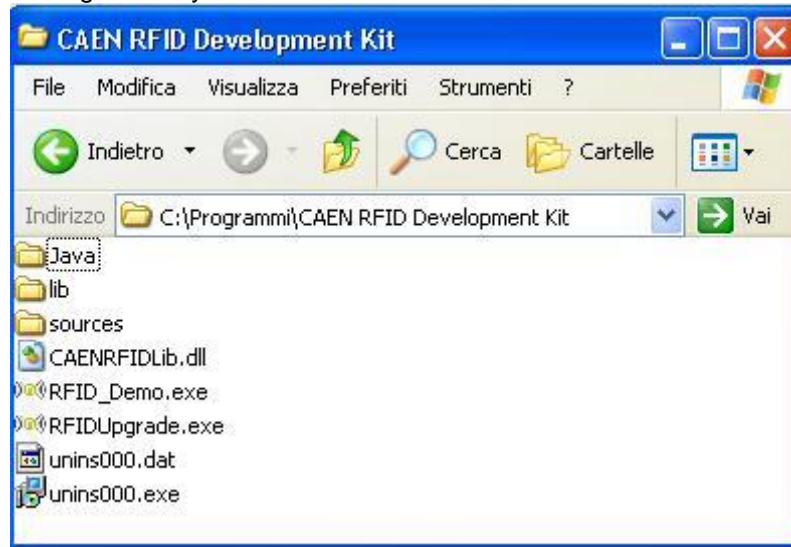 CAEN RFID Development Kit
File Modifica Visualizza Preferiti Strumenti ?
Indietro Cerca Cartelle
Indirizzo C:\Programmi\CAEN RFID Development Kit Vai
Java
lib
sources
CAENRFIDLib.dll
RFID_Demo.exe
RFIDUpgrade.exe
unins000.dat
unins000.exe